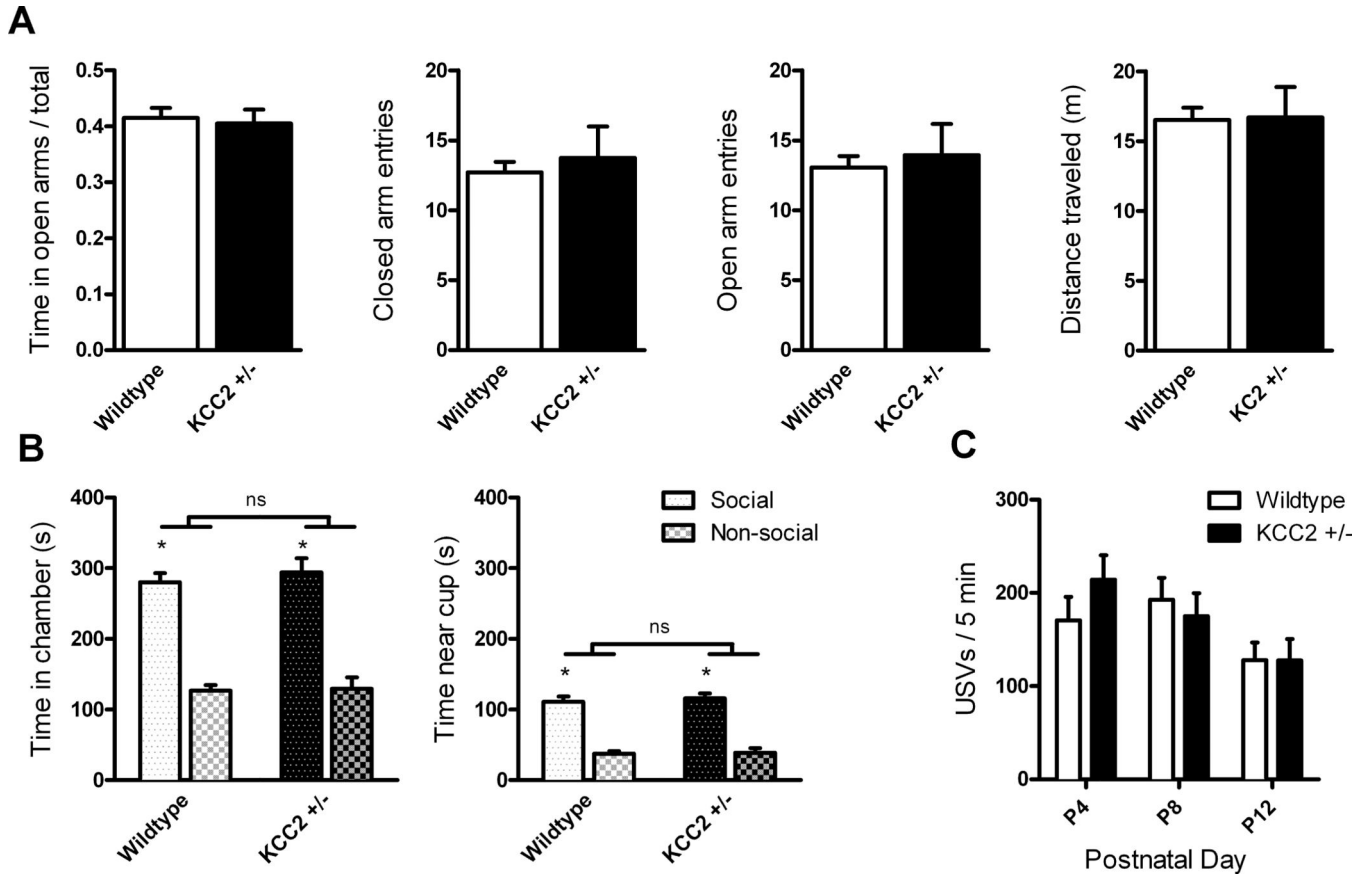 A
Time in open arms / total
0.5
0.4
0.3
0.2
0.1
0.0
Wildtype
KCC2 +/-
Closed arm entries
20
15
10
5
0
Wildtype
KCC2 +/-
Open arm entries
20
15
10
5
0
Wildtype
KCC2 +/-
Distance traveled (m)
20
15
10
5
0
Wildtype
KC2 +/-
B
Time in chamber (s)
400
300
200
100
0
ns
*
*
Wildtype
KCC2 +/-
Time near cup (s)
400
300
200
100
0
Social
Non-social
ns
*
*
Wildtype
KCC2 +/-
C
USVs / 5 min
300
200
100
0
Wildtype
KCC2 +/-
P4
P8
P12
Postnatal Day